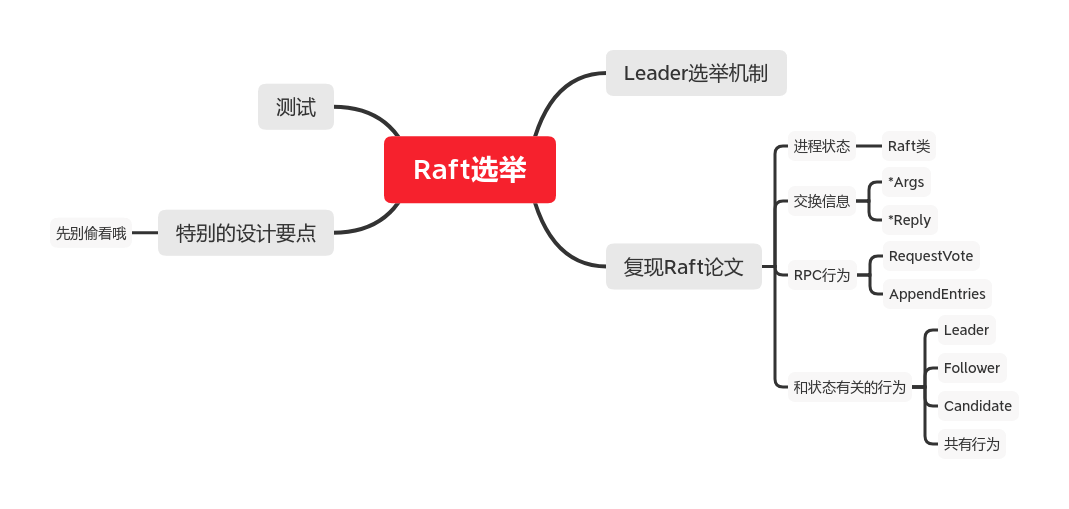 Raft选举
Leader选举机制
复现Raft论文
进程状态
Raft类
交换信息
*Args
*Reply
RPC行为
RequestVote
AppendEntries
和状态有关的行为
Leader
Follower
Candidate
共有行为
测试
特别的设计要点
先别偷看哦